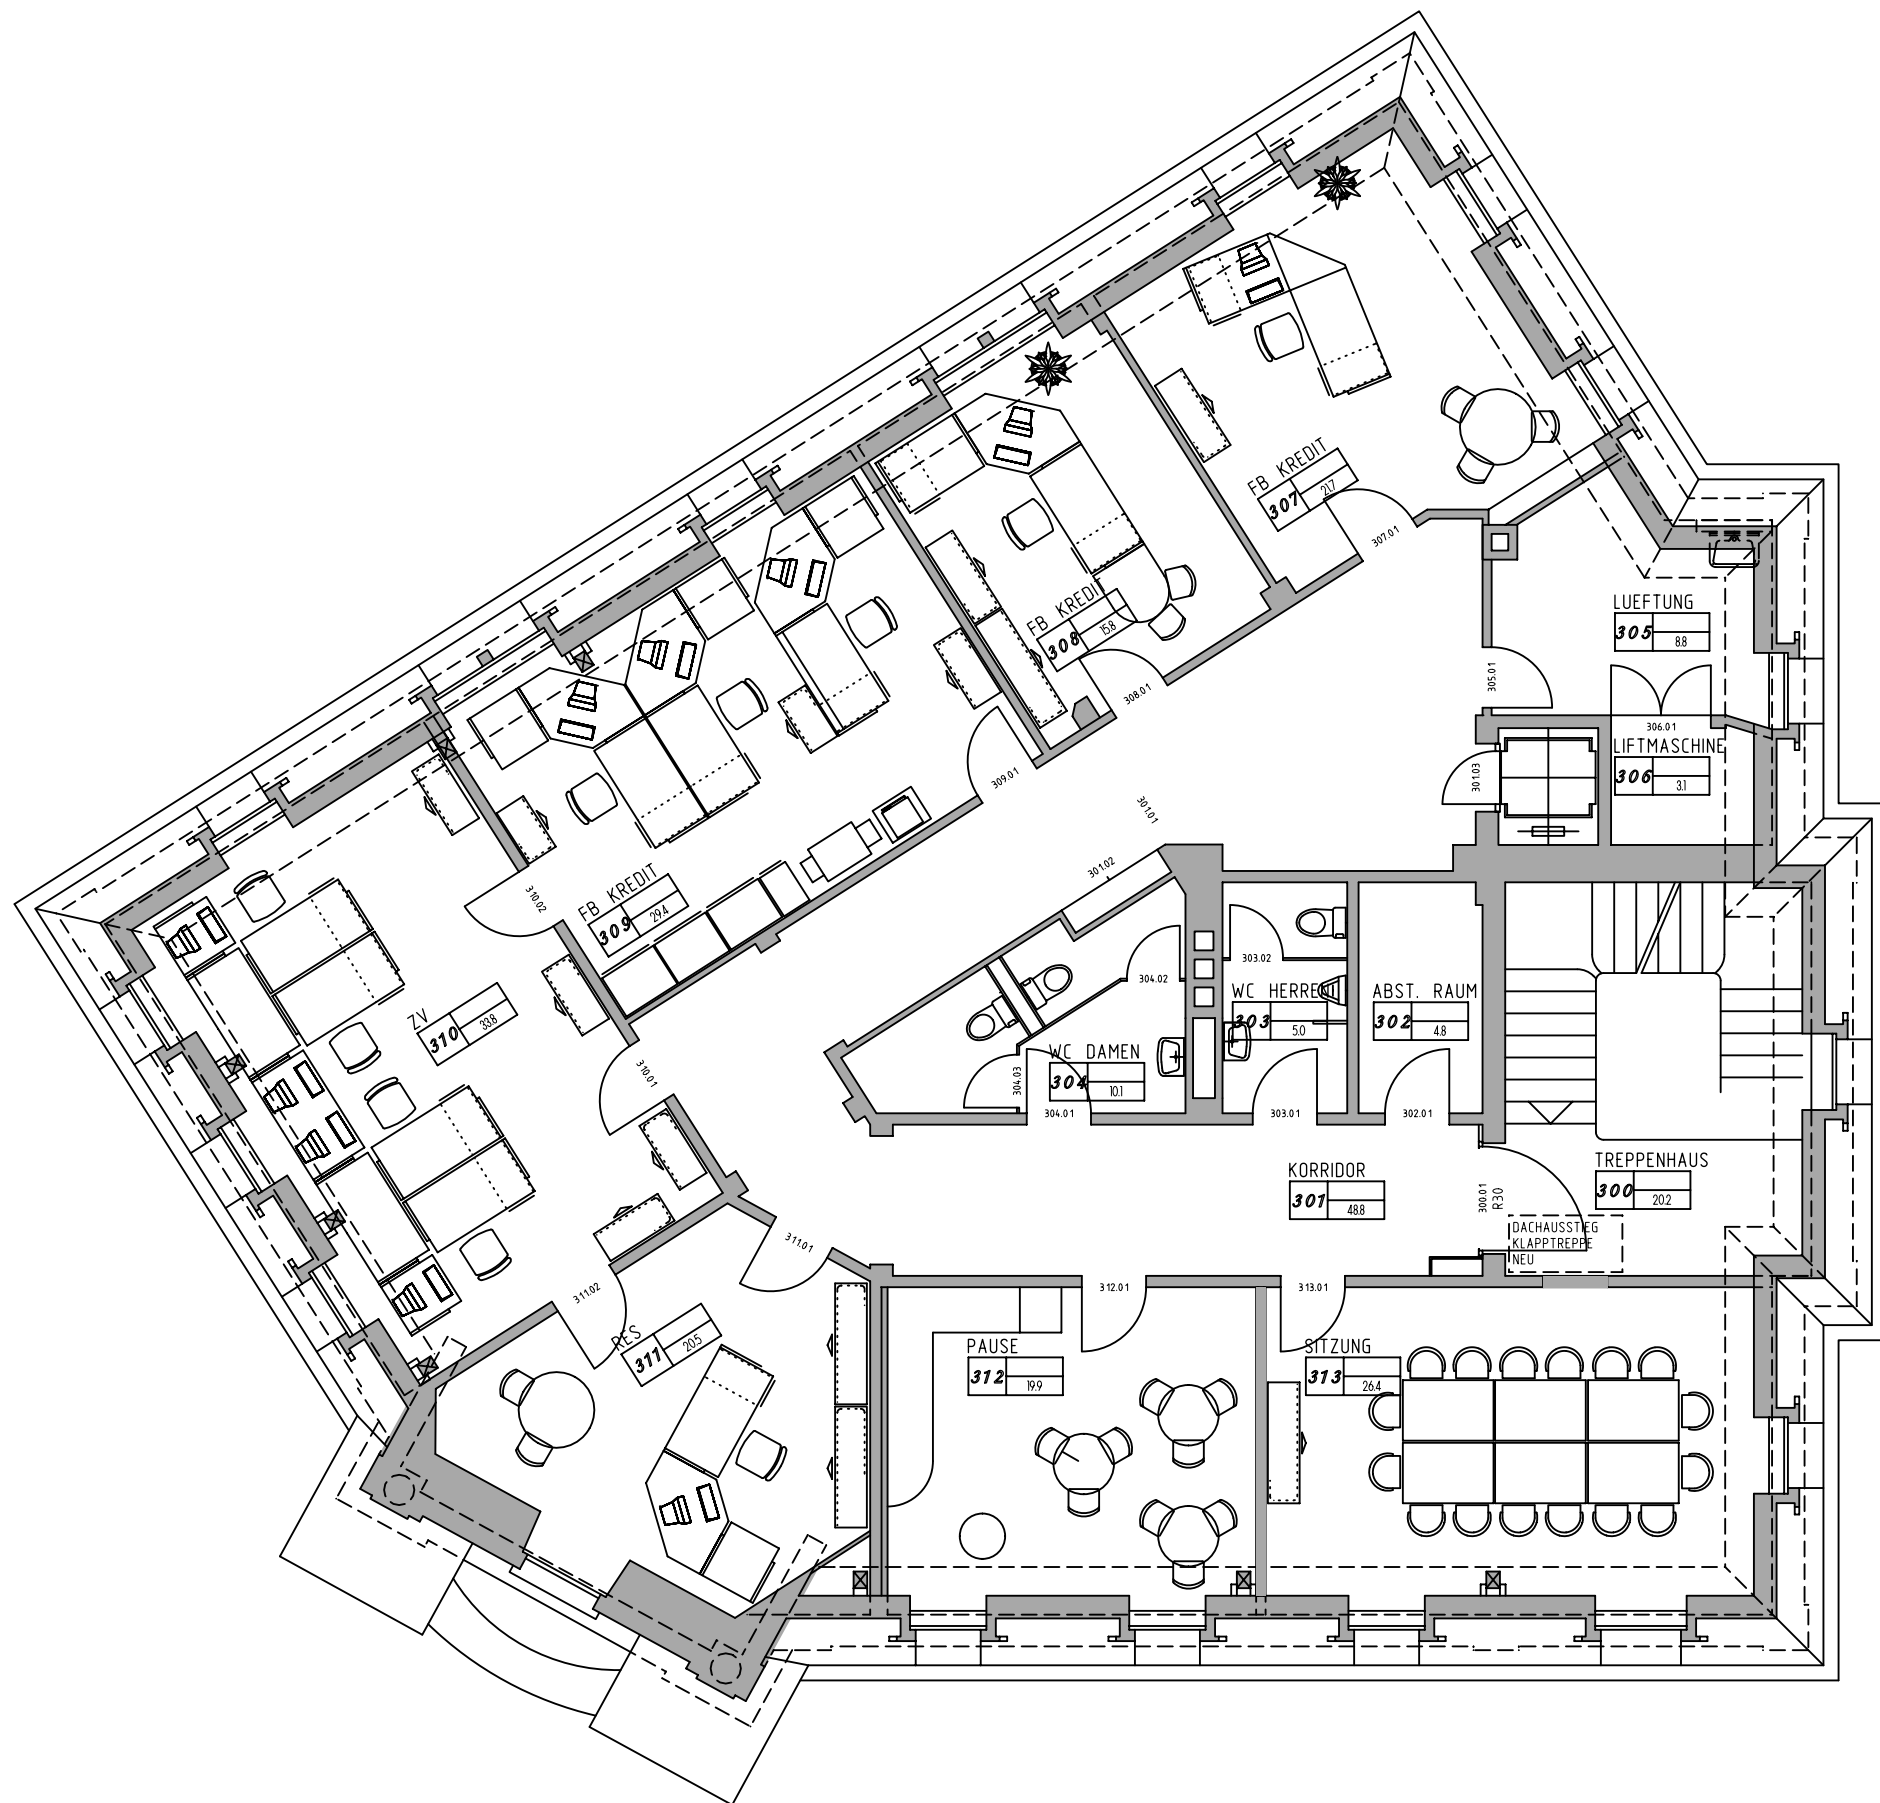 FB KREDIT
307
21.7
307.01
FB KREDIT
308
15.8
308.01
LUEFTUNG
305
8.8
305.01
306.01
LIFTMASCHINE
306
3.1
301.03
309.01
301.01
301.02
FB KREDIT
309
29.4
310.02
ZV
310
33.8
310.01
304.02
303.02
WC HERREN
303
5.0
ABST. RAUM
302
4.8
WC DAMEN
304
10.1
304.03
304.01
303.01
302.01
KORRIDOR
301
48.8
TREPPENHAUS
300
20.2
300.01
R30
DACHAUSSTIEG
KLAPPTREPPE
NEU
311.01
311.02
RES
311
20.5
312.01
313.01
PAUSE
312
19.9
SITZUNG
313
26.4